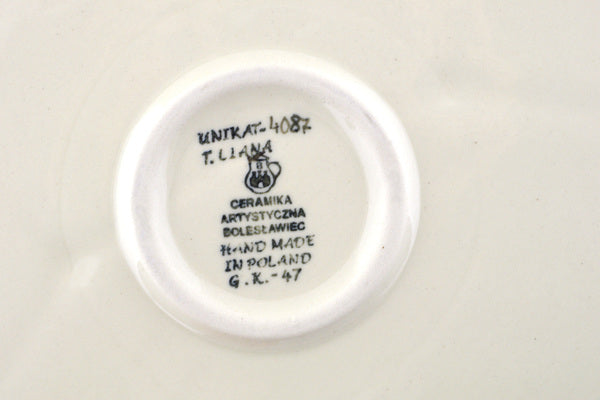 UNIKAT-4087
T. LIANA
CERAMIKA
ARTYSTYCZNA
BOLESŁAWIEC
HAND MADE
IN POLAND
G.K.-47